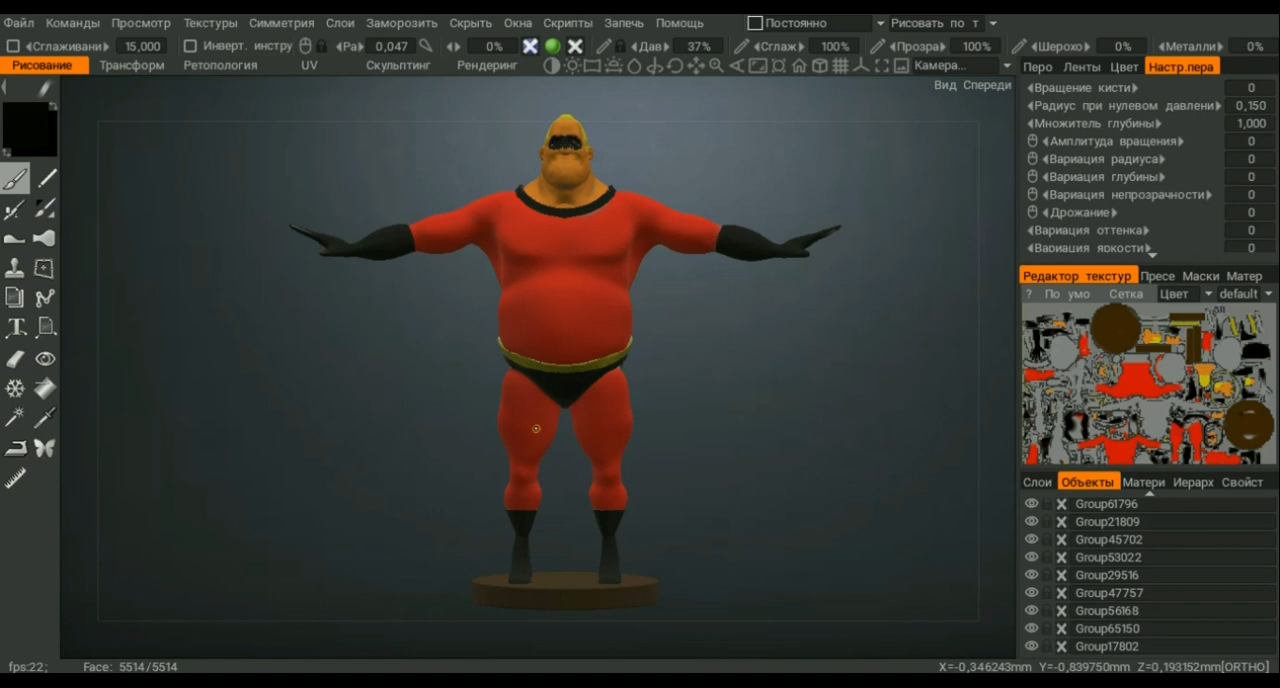 Файл Команды Просмотр Текстуры Симметрия Слои Заморозить Скрыть Окна Скрипты Запечь Помощь Постоянно Рисовать по т
Сглаживани 15,000 Инверт. инстру Ра 0,047 0% Дав 37% Сглаж 100% Прозра 100% Шерохо 0% Металли 0%
Рисование Трансформ Ретопология UV Скульптинг Рендеринг Камера... Перо Ленты Цвет Настр.пера
Вид Спереди
Вращение кисти 0
Радиус при нулевом давлени 0,150
Множитель глубины 1,000
Амплитуда вращения 0
Вариация радиуса 0
Вариация глубины 0
Вариация непрозрачности 0
Дрожание 0
Вариация оттенка 0
Вариация яркости 0
Редактор текстур Пресе Маски Матер
? По умо Сетка Цвет default
Слои Объекты Матери Иерарх Свойст
Group61796
Group21809
Group45702
Group53022
Group29516
Group47757
Group56168
Group65150
Group17802
fps:22; Face: 5514/5514 X=-0,346243mm Y=-0,839750mm Z=0,193152mm[ORTHO]